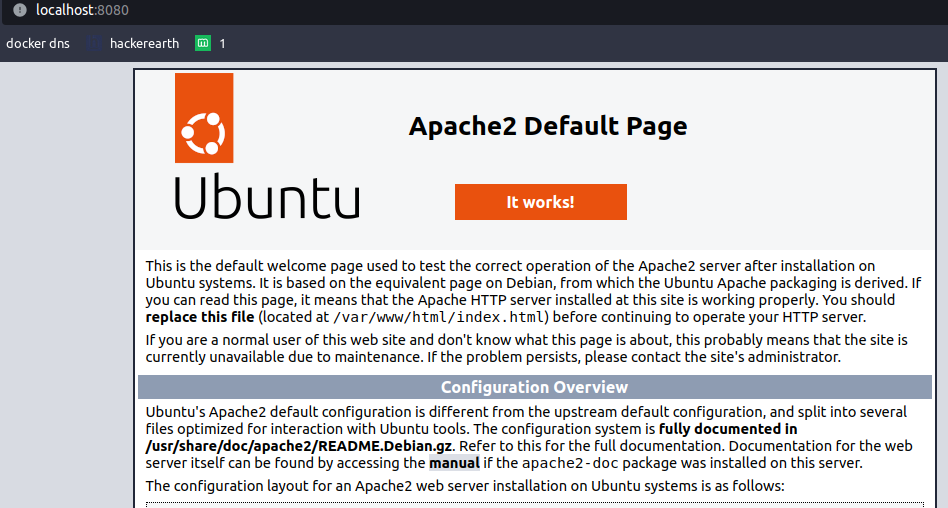 localhost:8080
docker dns hackerearth 1
Apache2 Default Page
Ubuntu
It works!
This is the default welcome page used to test the correct operation of the Apache2 server after installation on
Ubuntu systems. It is based on the equivalent page on Debian, from which the Ubuntu Apache packaging is derived. If
you can read this page, it means that the Apache HTTP server installed at this site is working properly. You should
replace this file (located at /var/www/html/index.html) before continuing to operate your HTTP server.
If you are a normal user of this web site and don't know what this page is about, this probably means that the site is
currently unavailable due to maintenance. If the problem persists, please contact the site's administrator.
Configuration Overview
Ubuntu's Apache2 default configuration is different from the upstream default configuration, and split into several
files optimized for interaction with Ubuntu tools. The configuration system is fully documented in
/usr/share/doc/apache2/README.Debian.gz. Refer to this for the full documentation. Documentation for the web
server itself can be found by accessing the manual if the apache2-doc package was installed on this server.
The configuration layout for an Apache2 web server installation on Ubuntu systems is as follows: